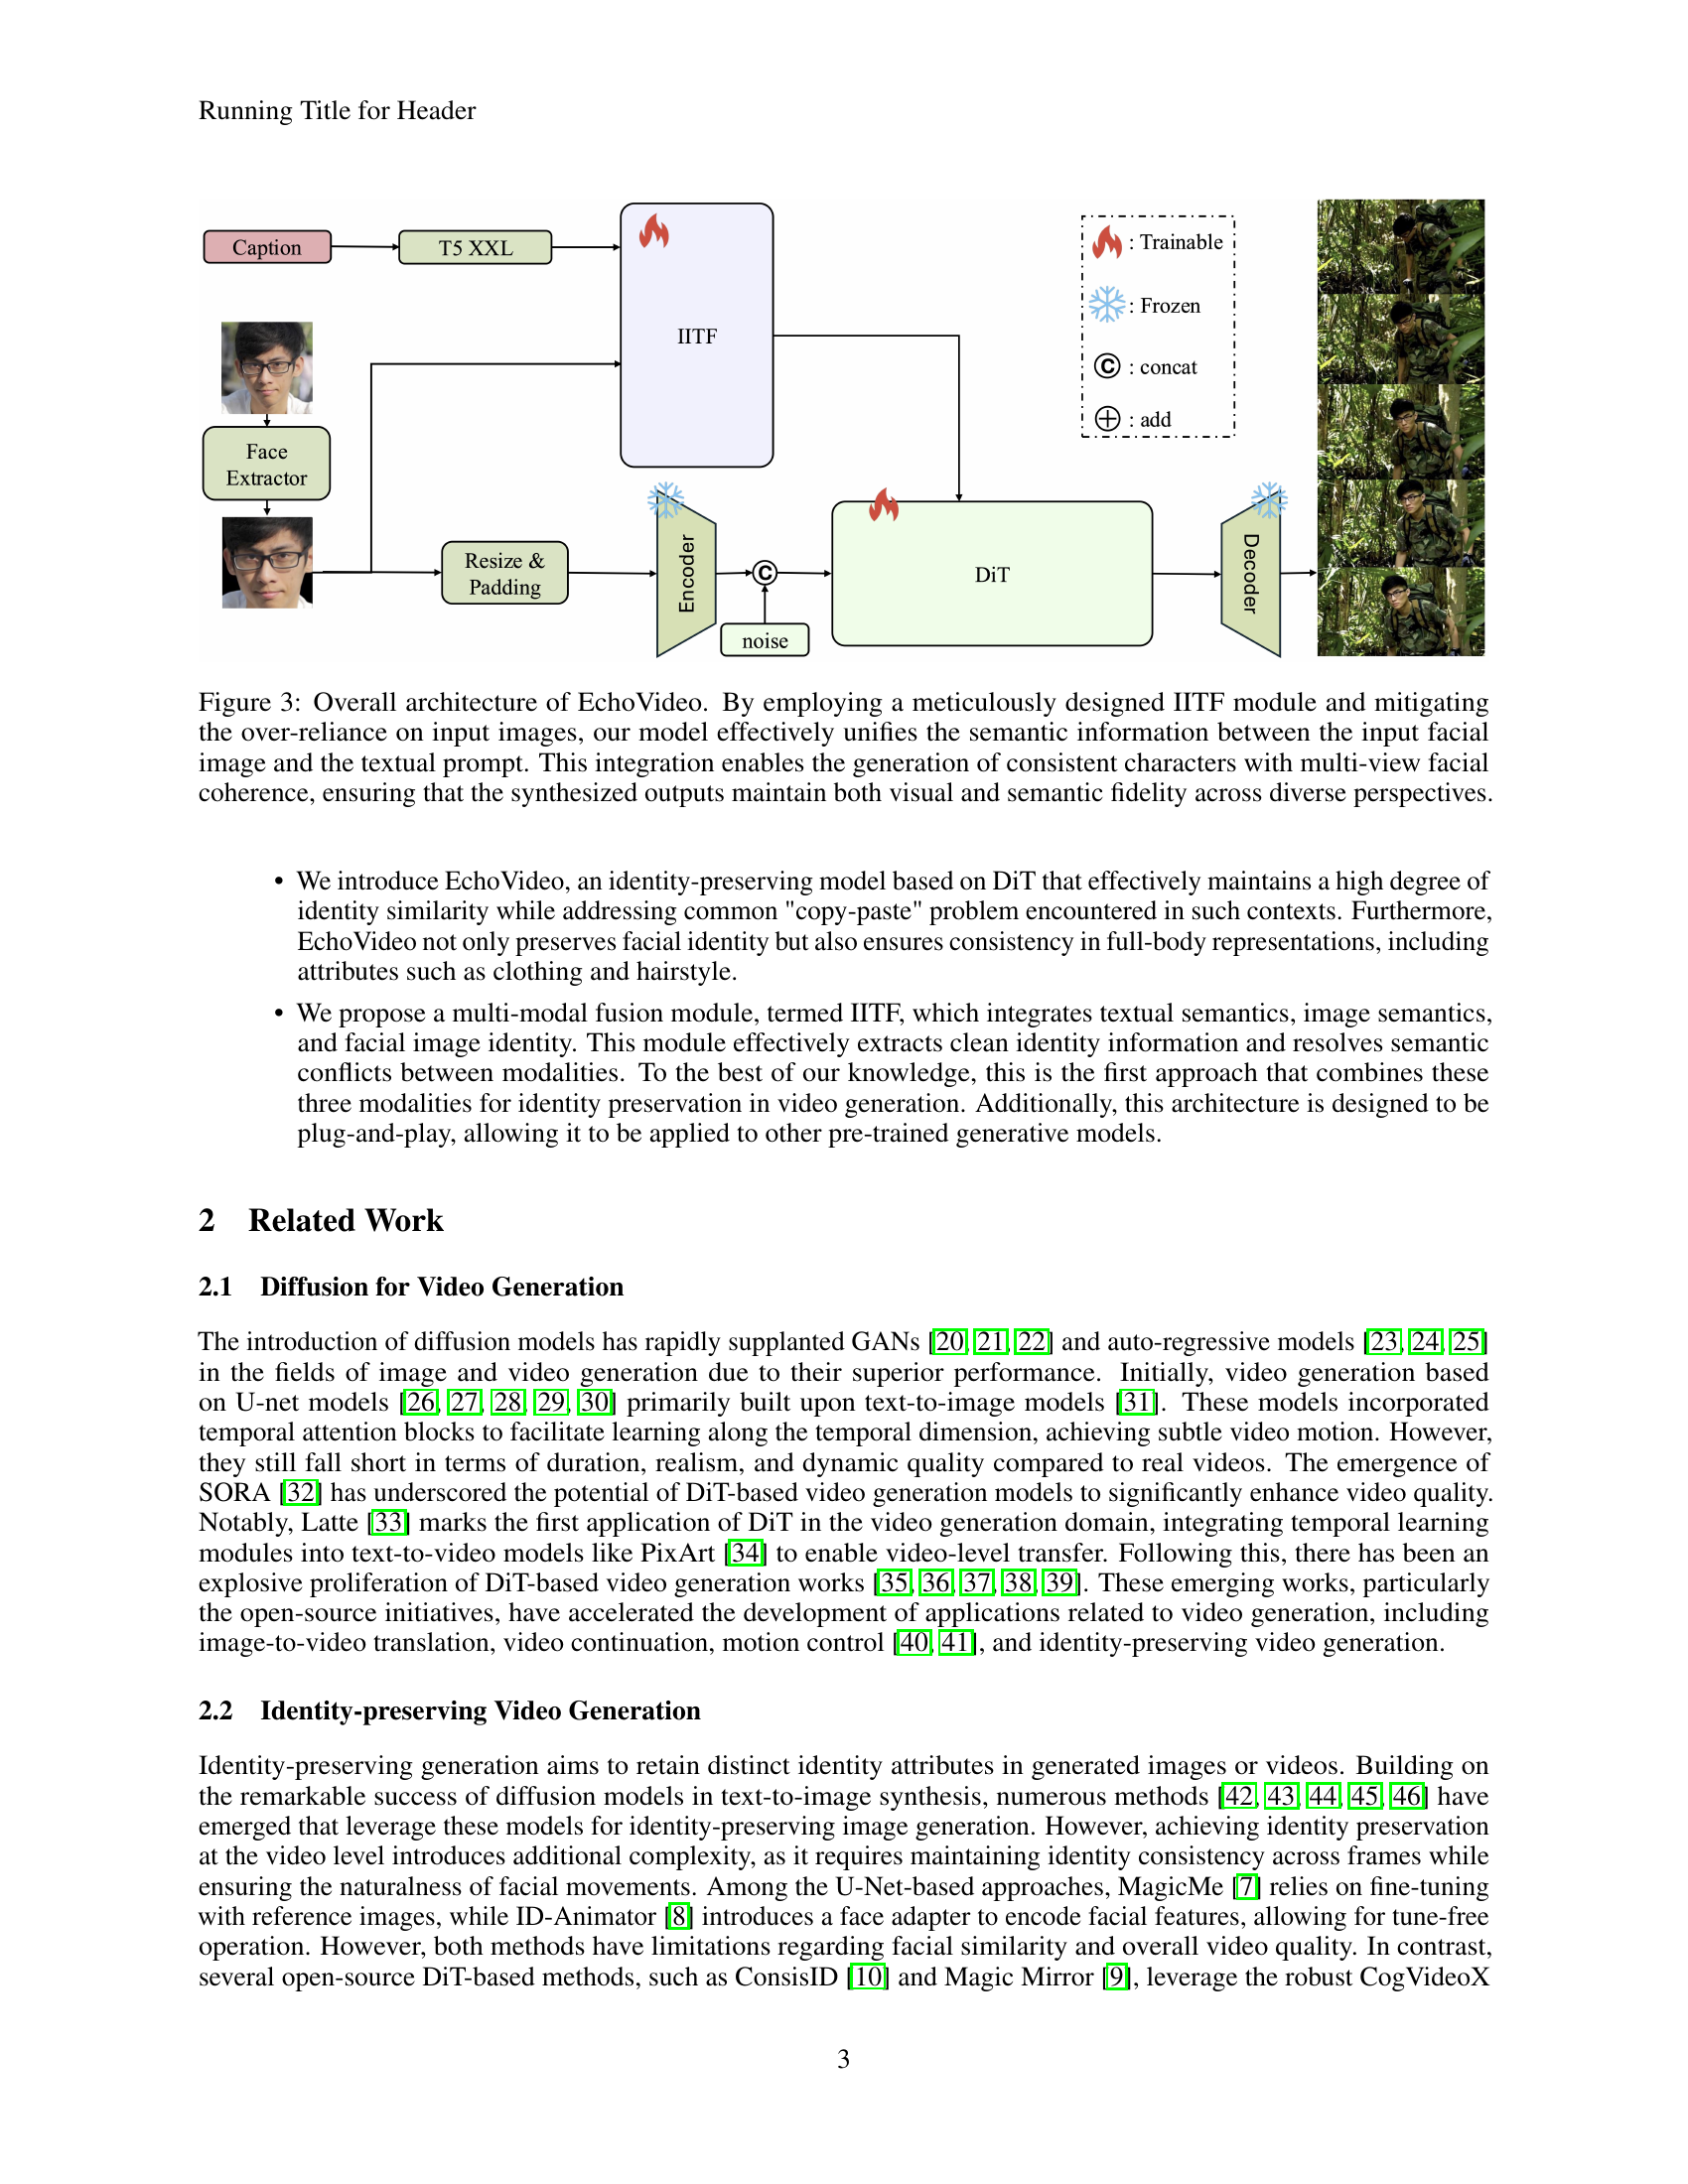 Running Title for Header
Caption
T5 XXL
IITF
: Trainable
: Frozen
C : concat
+ : add
Face
Extractor
Resize &
Padding
Encoder
C
noise
DiT
Decoder
Figure 3: Overall architecture of EchoVideo. By employing a meticulously designed IITF module and mitigating
the over-reliance on input images, our model effectively unifies the semantic information between the input facial
image and the textual prompt. This integration enables the generation of consistent characters with multi-view facial
coherence, ensuring that the synthesized outputs maintain both visual and semantic fidelity across diverse perspectives.
• We introduce EchoVideo, an identity-preserving model based on DiT that effectively maintains a high degree of
identity similarity while addressing common "copy-paste" problem encountered in such contexts. Furthermore,
EchoVideo not only preserves facial identity but also ensures consistency in full-body representations, including
attributes such as clothing and hairstyle.
• We propose a multi-modal fusion module, termed IITF, which integrates textual semantics, image semantics,
and facial image identity. This module effectively extracts clean identity information and resolves semantic
conflicts between modalities. To the best of our knowledge, this is the first approach that combines these
three modalities for identity preservation in video generation. Additionally, this architecture is designed to be
plug-and-play, allowing it to be applied to other pre-trained generative models.
2 Related Work
2.1 Diffusion for Video Generation
The introduction of diffusion models has rapidly supplanted GANs [20, 21, 22] and auto-regressive models [23, 24, 25]
in the fields of image and video generation due to their superior performance. Initially, video generation based
on U-net models [26, 27, 28, 29, 30] primarily built upon text-to-image models [31]. These models incorporated
temporal attention blocks to facilitate learning along the temporal dimension, achieving subtle video motion. However,
they still fall short in terms of duration, realism, and dynamic quality compared to real videos. The emergence of
SORA [32] has underscored the potential of DiT-based video generation models to significantly enhance video quality.
Notably, Latte [33] marks the first application of DiT in the video generation domain, integrating temporal learning
modules into text-to-video models like PixArt [34] to enable video-level transfer. Following this, there has been an
explosive proliferation of DiT-based video generation works [35, 36, 37, 38, 39]. These emerging works, particularly
the open-source initiatives, have accelerated the development of applications related to video generation, including
image-to-video translation, video continuation, motion control [40, 41], and identity-preserving video generation.
2.2 Identity-preserving Video Generation
Identity-preserving generation aims to retain distinct identity attributes in generated images or videos. Building on
the remarkable success of diffusion models in text-to-image synthesis, numerous methods [42, 43, 44, 45, 46] have
emerged that leverage these models for identity-preserving image generation. However, achieving identity preservation
at the video level introduces additional complexity, as it requires maintaining identity consistency across frames while
ensuring the naturalness of facial movements. Among the U-Net-based approaches, MagicMe [7] relies on fine-tuning
with reference images, while ID-Animator [8] introduces a face adapter to encode facial features, allowing for tune-free
operation. However, both methods have limitations regarding facial similarity and overall video quality. In contrast,
several open-source DiT-based methods, such as ConsisID [10] and Magic Mirror [9], leverage the robust CogVideoX
3